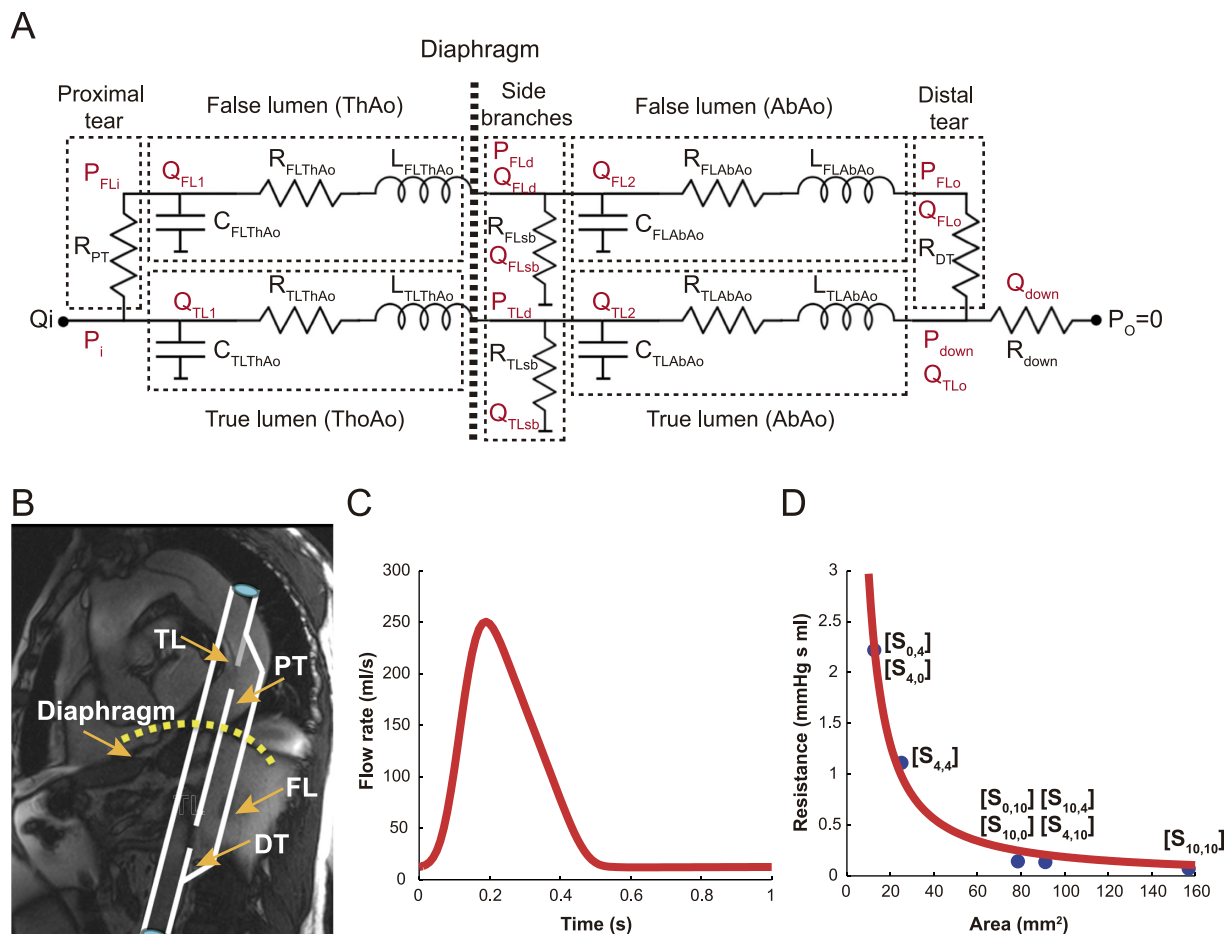 A
Diaphragm
Proximal
tear
False lumen (ThAo)
Side
branches
False lumen (AbAo)
Distal
tear
P_FLi
Q_FL1
R_FLThAo
L_FLThAo
P_FLd
Q_FLd
Q_FL2
R_FLAbAo
L_FLAbAo
P_FLo
R_PT
C_FLThAo
R_FLsb
Q_FLsb
C_FLAbAo
Q_FLo
R_DT
Qi
P_i
Q_TL1
R_TLThAo
L_TLThAo
P_TLd
Q_TL2
R_TLAbAo
L_TLAbAo
Q_down
P_O=0
C_TLThAo
R_TLsb
Q_TLsb
C_TLAbAo
P_down
Q_TLo
R_down
True lumen (ThoAo)
True lumen (AbAo)
B
TL
PT
Diaphragm
TL
FL
DT
C
Flow rate (ml/s)
300
250
200
150
100
50
0
0 0.2 0.4 0.6 0.8 1
Time (s)
D
Resistance (mmHg s ml)
3
2.5
2
1.5
1
0.5
0
[S_0,4]
[S_4,0]
[S_4,4]
[S_0,10] [S_10,4]
[S_10,0] [S_4,10]
[S_10,10]
0 20 40 60 80 100 120 140 160
Area (mm²)